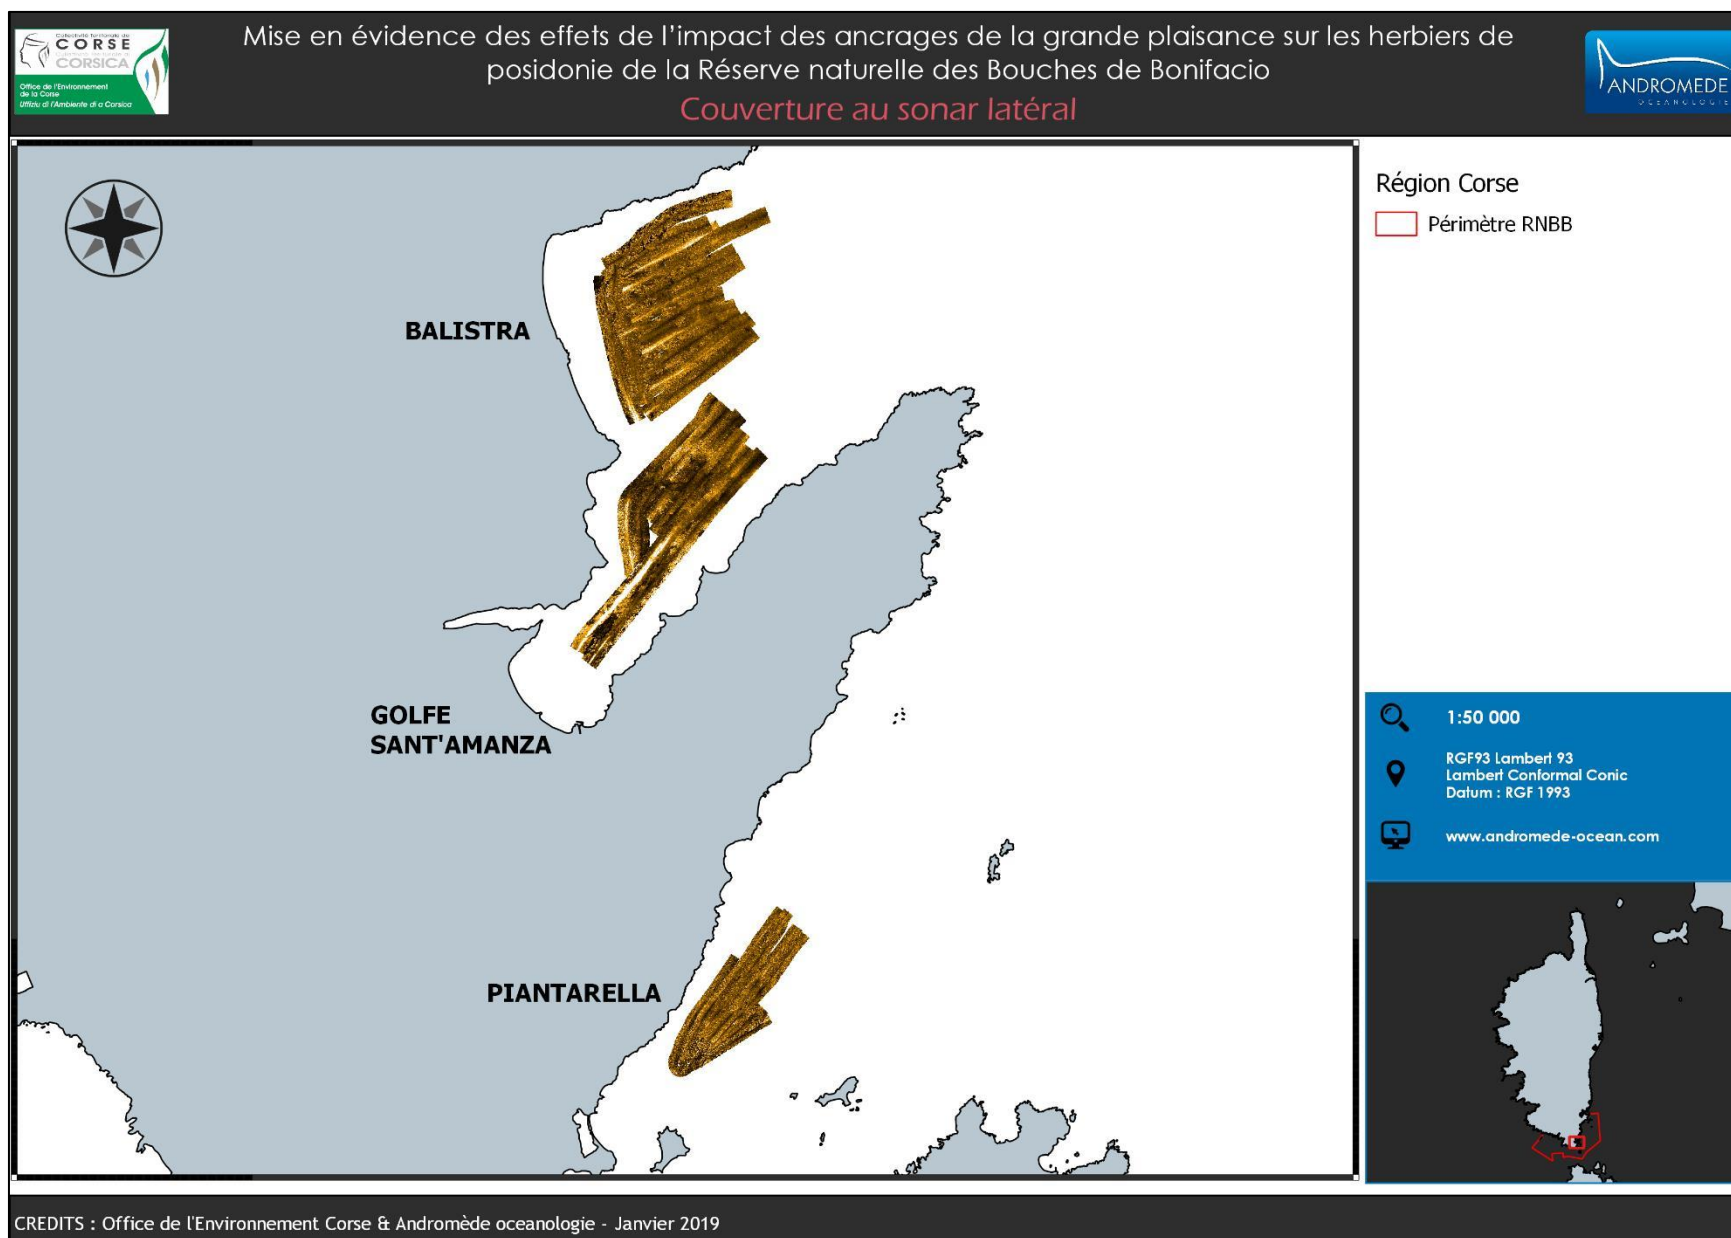 Collectivité Territoriale de
CORSE
CORSICA
Office de l'Environnement
de la Corse
Uffiziu di l'Ambiente di a Corsica
Mise en évidence des effets de l'impact des ancrages de la grande plaisance sur les herbiers de
posidonie de la Réserve naturelle des Bouches de Bonifacio
Couverture au sonar latéral
ANDROMEDE
OCEANOLOGIE
BALISTRA
GOLFE
SANT'AMANZA
PIANTARELLA
Région Corse
Périmètre RNBB
1:50 000
RGF93 Lambert 93
Lambert Conformal Conic
Datum : RGF 1993
www.andromede-ocean.com
CREDITS : Office de l'Environnement Corse & Andromède oceanologie - Janvier 2019